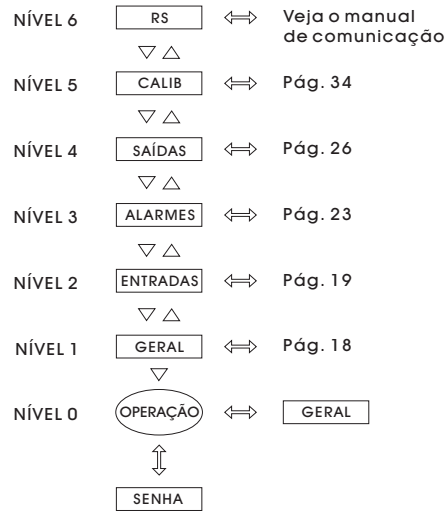 NÍVEL 6 RS Veja o manual
de comunicação
NÍVEL 5 CALIB Pág. 34
NÍVEL 4 SAÍDAS Pág. 26
NÍVEL 3 ALARMES Pág. 23
NÍVEL 2 ENTRADAS Pág. 19
NÍVEL 1 GERAL Pág. 18
NÍVEL 0 OPERAÇÃO GERAL
SENHA